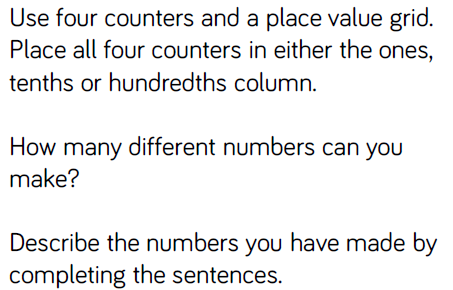 Use four counters and a place value grid.
Place all four counters in either the ones,
tenths or hundredths column.
How many different numbers can you
make?
Describe the numbers you have made by
completing the sentences.